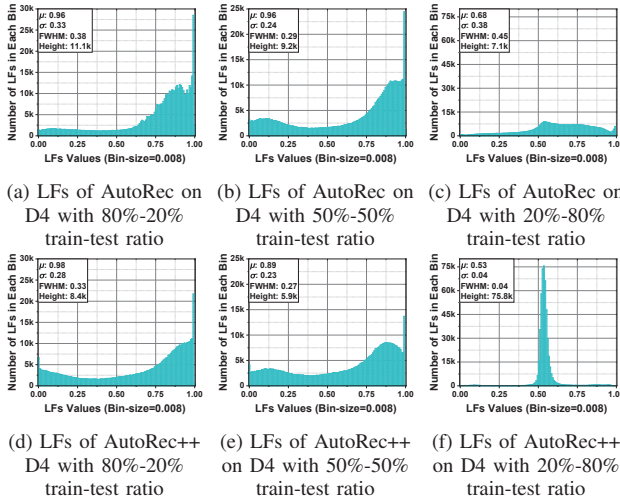 μ: 0.96
σ: 0.33
FWHM: 0.38
Height: 11.1k
Number of LFs in Each Bin
30k
25k
20k
15k
10k
5k
0
0.00 0.25 0.50 0.75 1.00
LFs Values (Bin-size=0.008)
(a) LFs of AutoRec on
D4 with 80%-20%
train-test ratio
μ: 0.96
σ: 0.24
FWHM: 0.29
Height: 9.2k
Number of LFs in Each Bin
25k
20k
15k
10k
5k
0
0.00 0.25 0.50 0.75 1.00
LFs Values (Bin-size=0.008)
(b) LFs of AutoRec on
D4 with 50%-50%
train-test ratio
μ: 0.68
σ: 0.38
FWHM: 0.45
Height: 7.1k
Number of LFs in Each Bin
75k
60k
45k
30k
15k
0
0.00 0.25 0.50 0.75 1.00
LFs Values (Bin-size=0.008)
(c) LFs of AutoRec on
D4 with 20%-80%
train-test ratio
μ: 0.98
σ: 0.28
FWHM: 0.33
Height: 8.4k
Number of LFs in Each Bin
30k
25k
20k
15k
10k
5k
0
0.00 0.25 0.50 0.75 1.00
LFs Values (Bin-size=0.008)
(d) LFs of AutoRec++
D4 with 80%-20%
train-test ratio
μ: 0.89
σ: 0.23
FWHM: 0.27
Height: 5.9k
Number of LFs in Each Bin
25k
20k
15k
10k
5k
0
0.00 0.25 0.50 0.75 1.00
LFs Values (Bin-size=0.008)
(e) LFs of AutoRec++
on D4 with 50%-50%
train-test ratio
μ: 0.53
σ: 0.04
FWHM: 0.04
Height: 75.8k
Number of LFs in Each Bin
75k
60k
45k
30k
15k
0
0.00 0.25 0.50 0.75 1.00
LFs Values (Bin-size=0.008)
(f) LFs of AutoRec++
on D4 with 20%-80%
train-test ratio